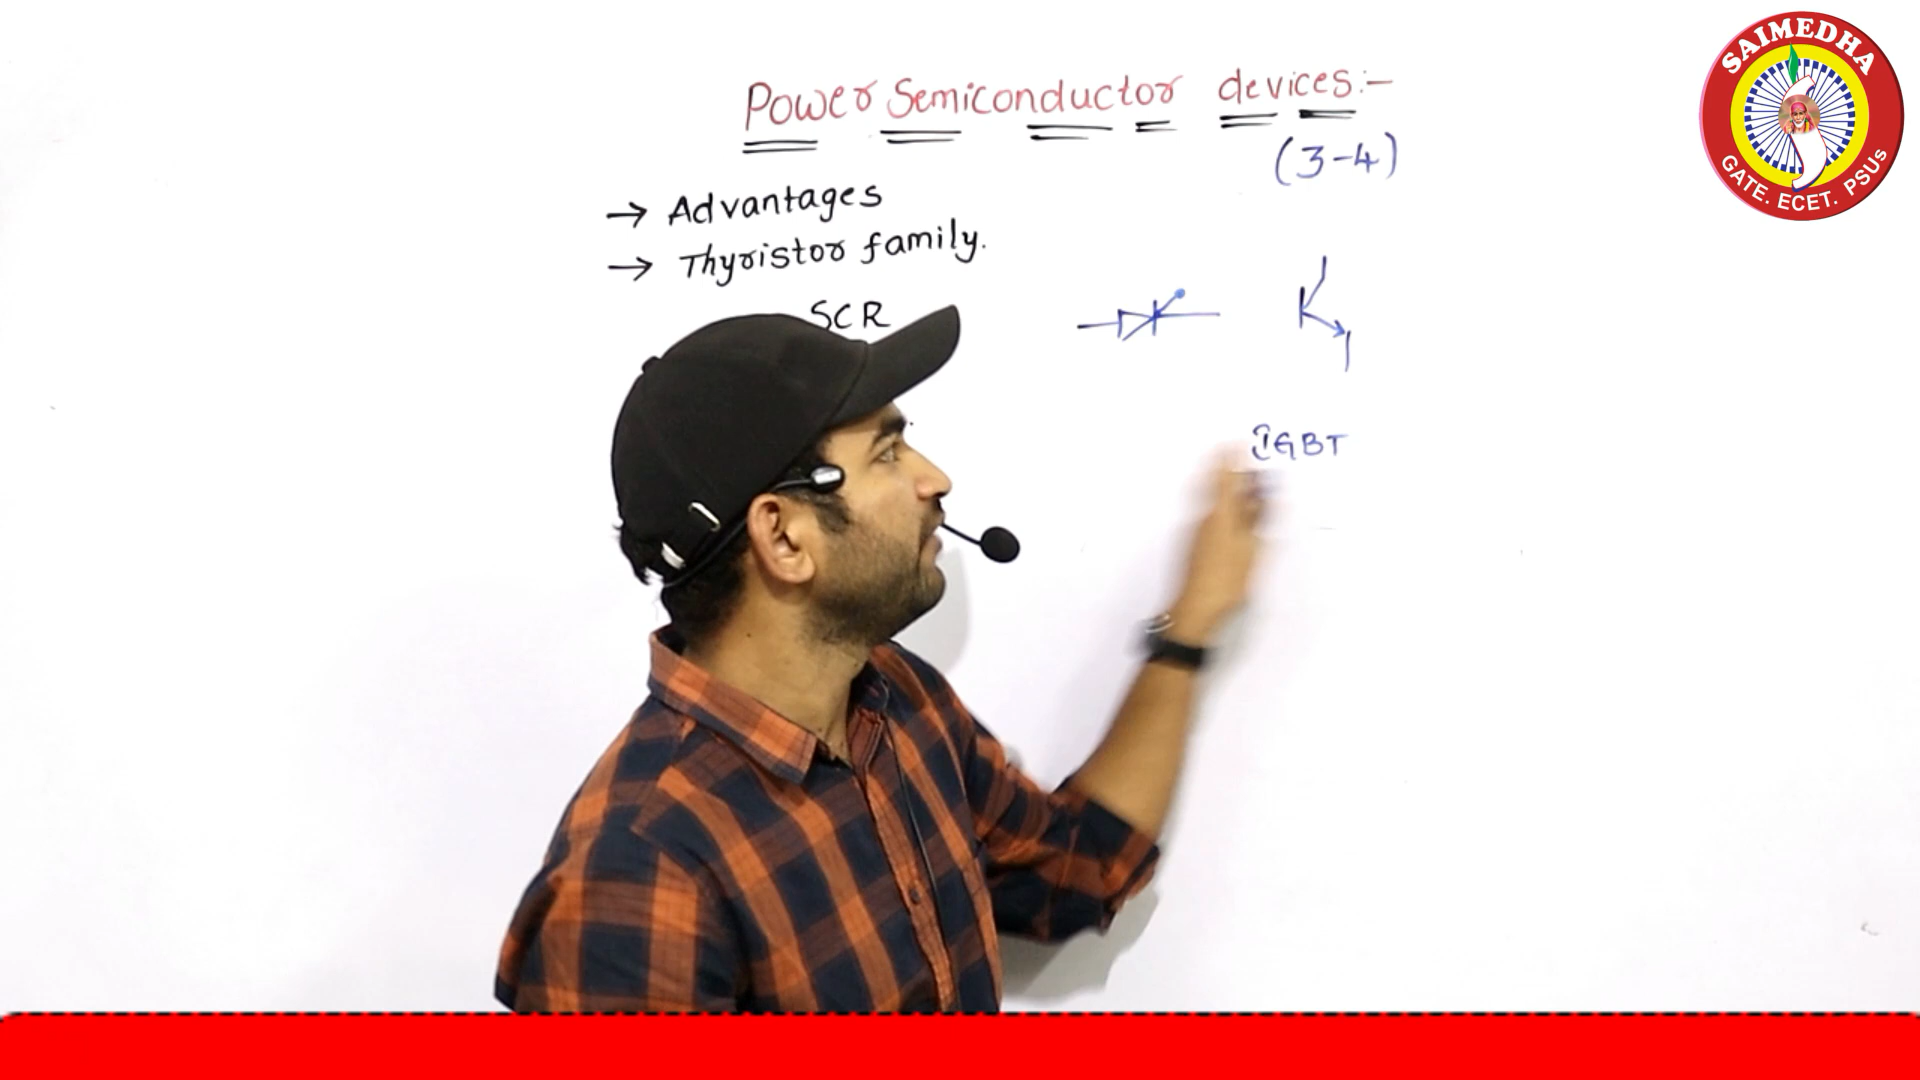 Power Semiconductor devices:-
(3-4)
→ Advantages
→ Thyristor family.
SCR
IGBT
SAIMEDHA
GATE. ECET. PSUs